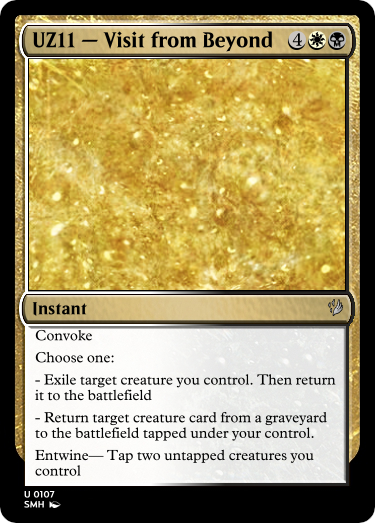 UZ11 — Visit from Beyond 4
Instant
Convoke
Choose one:
- Exile target creature you control. Then return
it to the battlefield
- Return target creature card from a graveyard
to the battlefield tapped under your control.
Entwine— Tap two untapped creatures you
control
U 0107
SMH